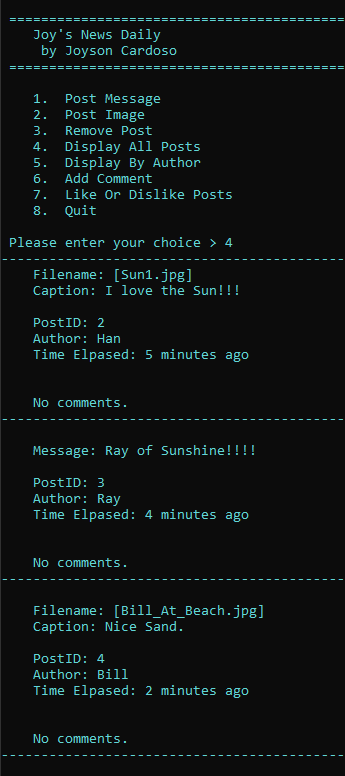 Joy's News Daily
by Joyson Cardoso
1. Post Message
2. Post Image
3. Remove Post
4. Display All Posts
5. Display By Author
6. Add Comment
7. Like Or Dislike Posts
8. Quit
Please enter your choice > 4
Filename: [Sun1.jpg]
Caption: I love the Sun!!!
PostID: 2
Author: Han
Time Elpased: 5 minutes ago
No comments.
Message: Ray of Sunshine!!!!
PostID: 3
Author: Ray
Time Elpased: 4 minutes ago
No comments.
Filename: [Bill_At_Beach.jpg]
Caption: Nice Sand.
PostID: 4
Author: Bill
Time Elpased: 2 minutes ago
No comments.